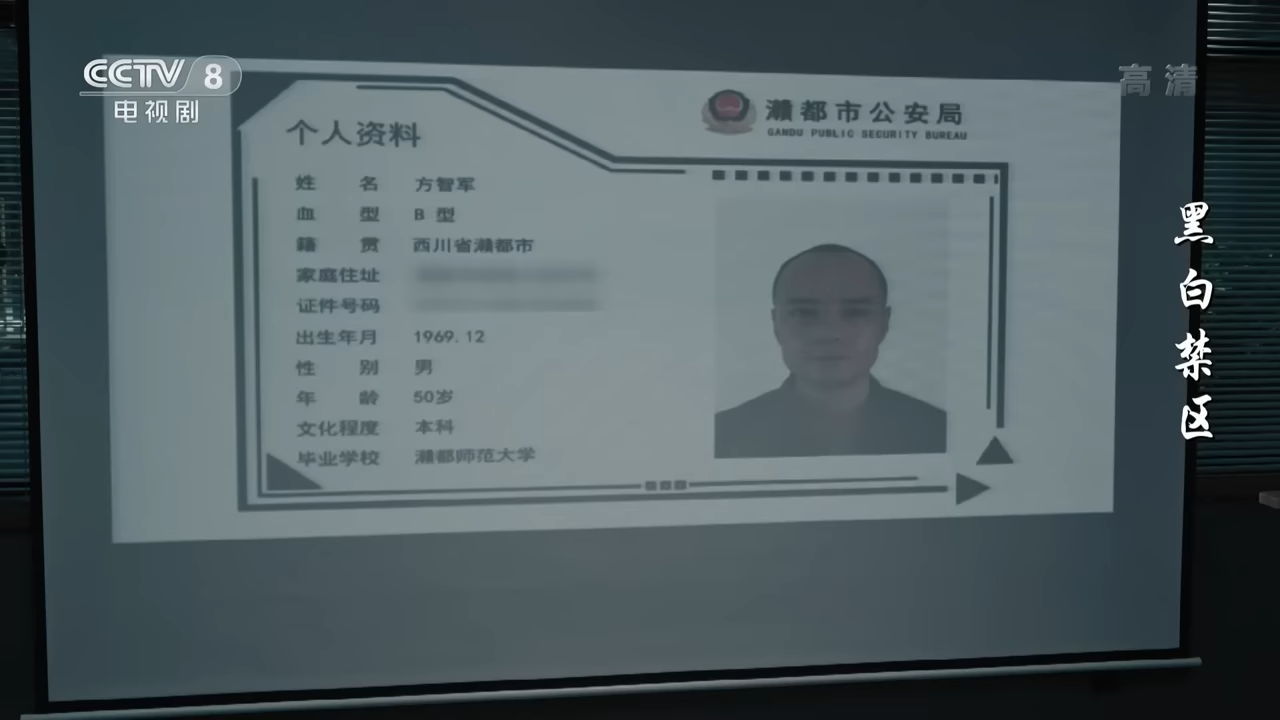 CCTV 8
电视剧
高清
黑白禁区
个人资料
灨都市公安局
GANDU PUBLIC SECURITY BUREAU
姓名 方智军
血型 B 型
籍贯 西川省灨都市
家庭住址
证件号码
出生年月 1969.12
性别 男
年龄 50岁
文化程度 本科
毕业学校 灨都师范大学